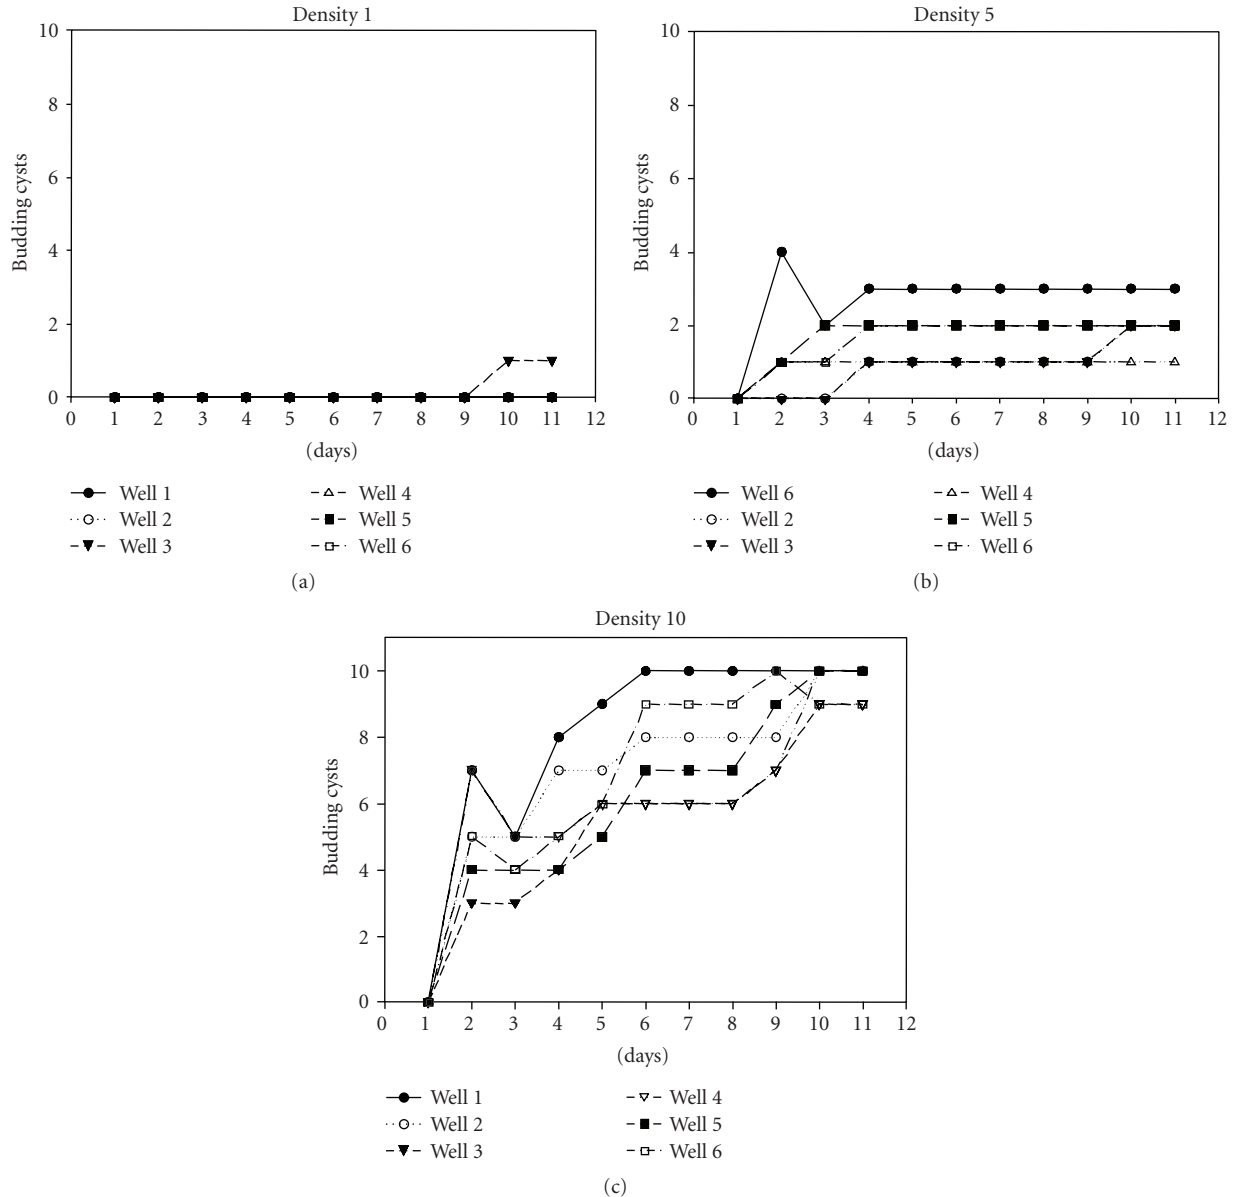 Density 1
10
8
6
4
2
0
Budding cysts
0 1 2 3 4 5 6 7 8 9 10 11 12
(days)
Well 1
Well 2
Well 3
Well 4
Well 5
Well 6
(a)
Density 5
10
8
6
4
2
0
Budding cysts
0 1 2 3 4 5 6 7 8 9 10 11 12
(days)
Well 6
Well 2
Well 3
Well 4
Well 5
Well 6
(b)
Density 10
10
8
6
4
2
0
Budding cysts
0 1 2 3 4 5 6 7 8 9 10 11 12
(days)
Well 1
Well 2
Well 3
Well 4
Well 5
Well 6
(c)